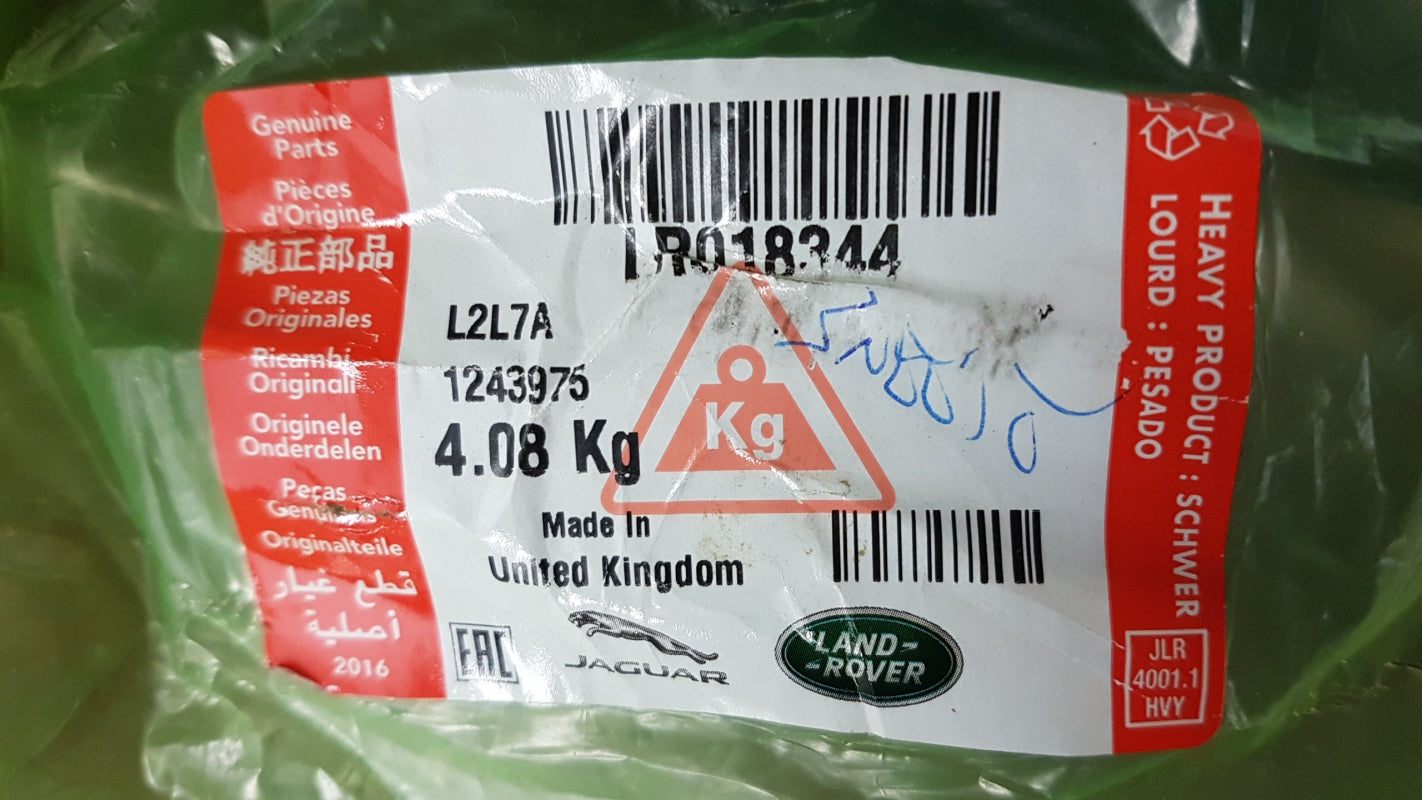 Genuine
Parts
Pièces
d'Origine
純正部品
Piezas
Originales
Ricambi
Originali
Originele
Onderdelen
Peças
Genuínas
Originalteile
قطع غيار
أصلية
2016
LR018344
L2L7A
1243975
4.08 Kg
Kg
Made In
United Kingdom
EAC
JAGUAR
LAND-
-ROVER
HEAVY PRODUCT : SCHWER
LOURD : PESADO
JLR
4001.1
HVY